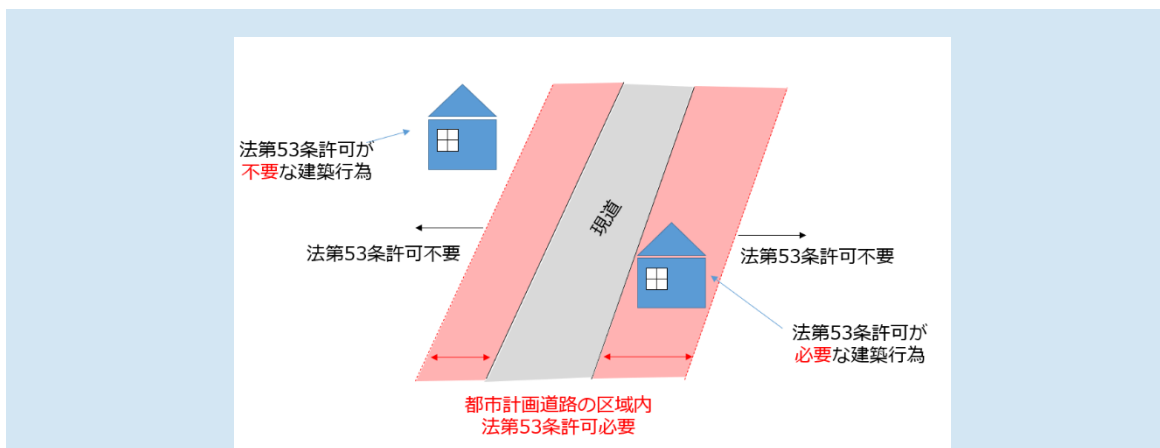 法第53条許可が
不要な建築行為
法第53条許可不要
現道
法第53条許可不要
法第53条許可が
必要な建築行為
都市計画道路の区域内
法第53条許可必要